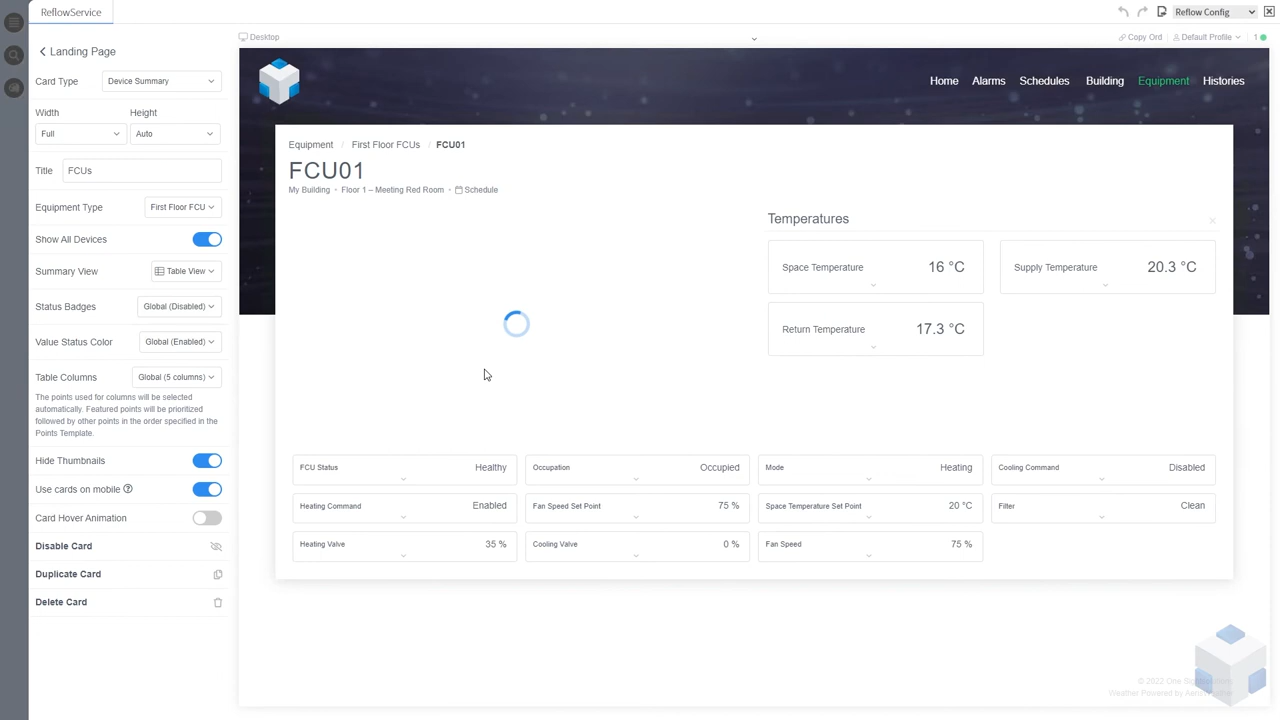 ReflowService
Reflow Config
Landing Page
Card Type
Device Summary
Width
Height
Full
Auto
Title
FCUs
Equipment Type
First Floor FCU
Show All Devices
Summary View
Table View
Status Badges
Global (Disabled)
Value Status Color
Global (Enabled)
Table Columns
Global (5 columns)
The points used for columns will be selected
automatically. Featured points will be prioritized
followed by other points in the order specified in the
Points Template.
Hide Thumbnails
Use cards on mobile
Card Hover Animation
Disable Card
Duplicate Card
Delete Card
Desktop
Copy Ord
Default Profile
1
Home
Alarms
Schedules
Building
Equipment
Histories
Equipment / First Floor FCUs / FCU01
FCU01
My Building • Floor 1 – Meeting Red Room • Schedule
Temperatures
Space Temperature 16 °C
Supply Temperature 20.3 °C
Return Temperature 17.3 °C
FCU Status Healthy
Occupation Occupied
Mode Heating
Cooling Command Disabled
Heating Command Enabled
Fan Speed Set Point 75 %
Space Temperature Set Point 20 °C
Filter Clean
Heating Valve 35 %
Cooling Valve 0 %
Fan Speed 75 %
© 2022 One Sight
Weather Powered by